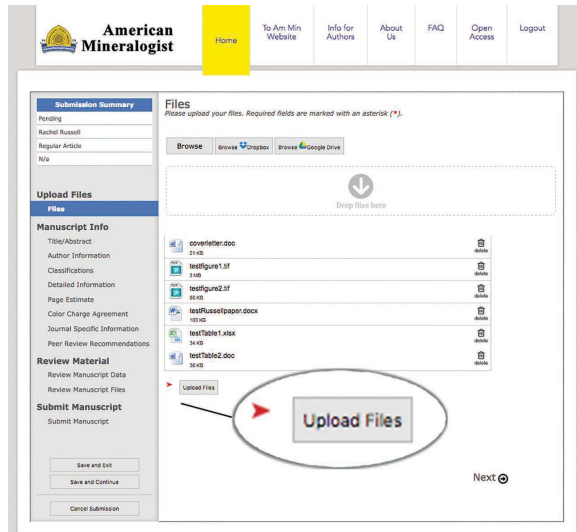 American
Mineralogist
Home
To Am Min
Website
Info for
Authors
About
Us
FAQ
Open
Access
Logout
Submission Summary
Pending
Rachel Russell
Regular Article
N/a
Upload Files
Files
Manuscript Info
Title/Abstract
Author Information
Classifications
Detailed Information
Page Estimate
Color Charge Agreement
Journal Specific Information
Peer Review Recommendations
Review Material
Review Manuscript Data
Review Manuscript Files
Submit Manuscript
Submit Manuscript
Save and Exit
Save and Continue
Cancel Submission
Files
Please upload your files. Required fields are marked with an asterisk (*).
Browse
Browse Dropbox
Browse Google Drive
Drop files here
coverletter.doc
21 KB
delete
testfigure1.tif
3 MB
delete
testfigure2.tif
80 KB
delete
testRussellpaper.docx
103 KB
delete
testTable1.xlsx
34 KB
delete
testTable2.doc
36 KB
delete
Upload Files
Upload Files
Next